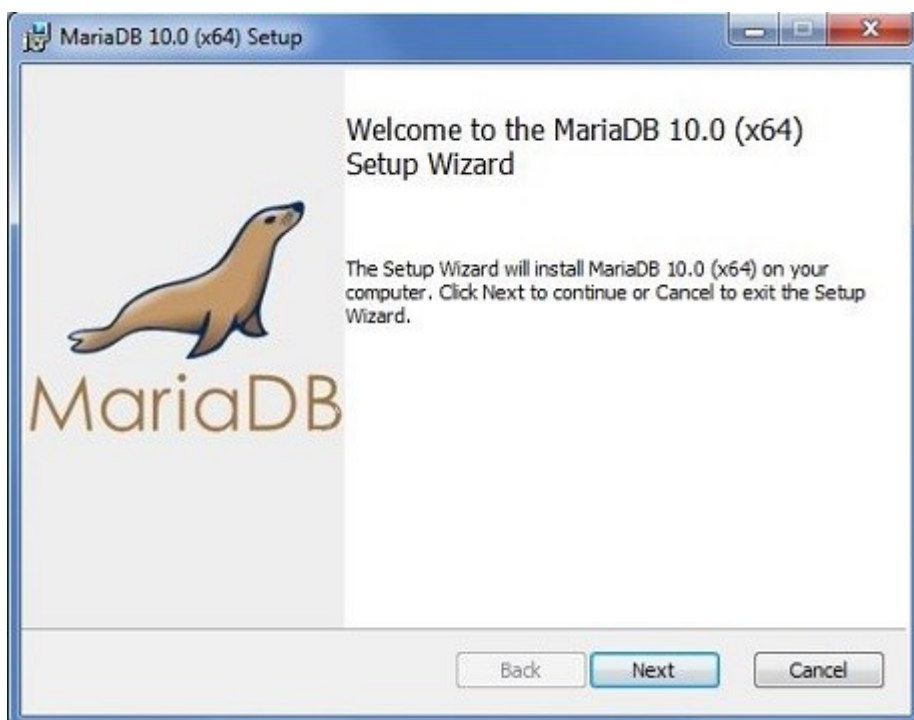 MariaDB 10.0 (x64) Setup
Welcome to the MariaDB 10.0 (x64)
Setup Wizard
The Setup Wizard will install MariaDB 10.0 (x64) on your
computer. Click Next to continue or Cancel to exit the Setup
Wizard.
MariaDB
Back Next Cancel